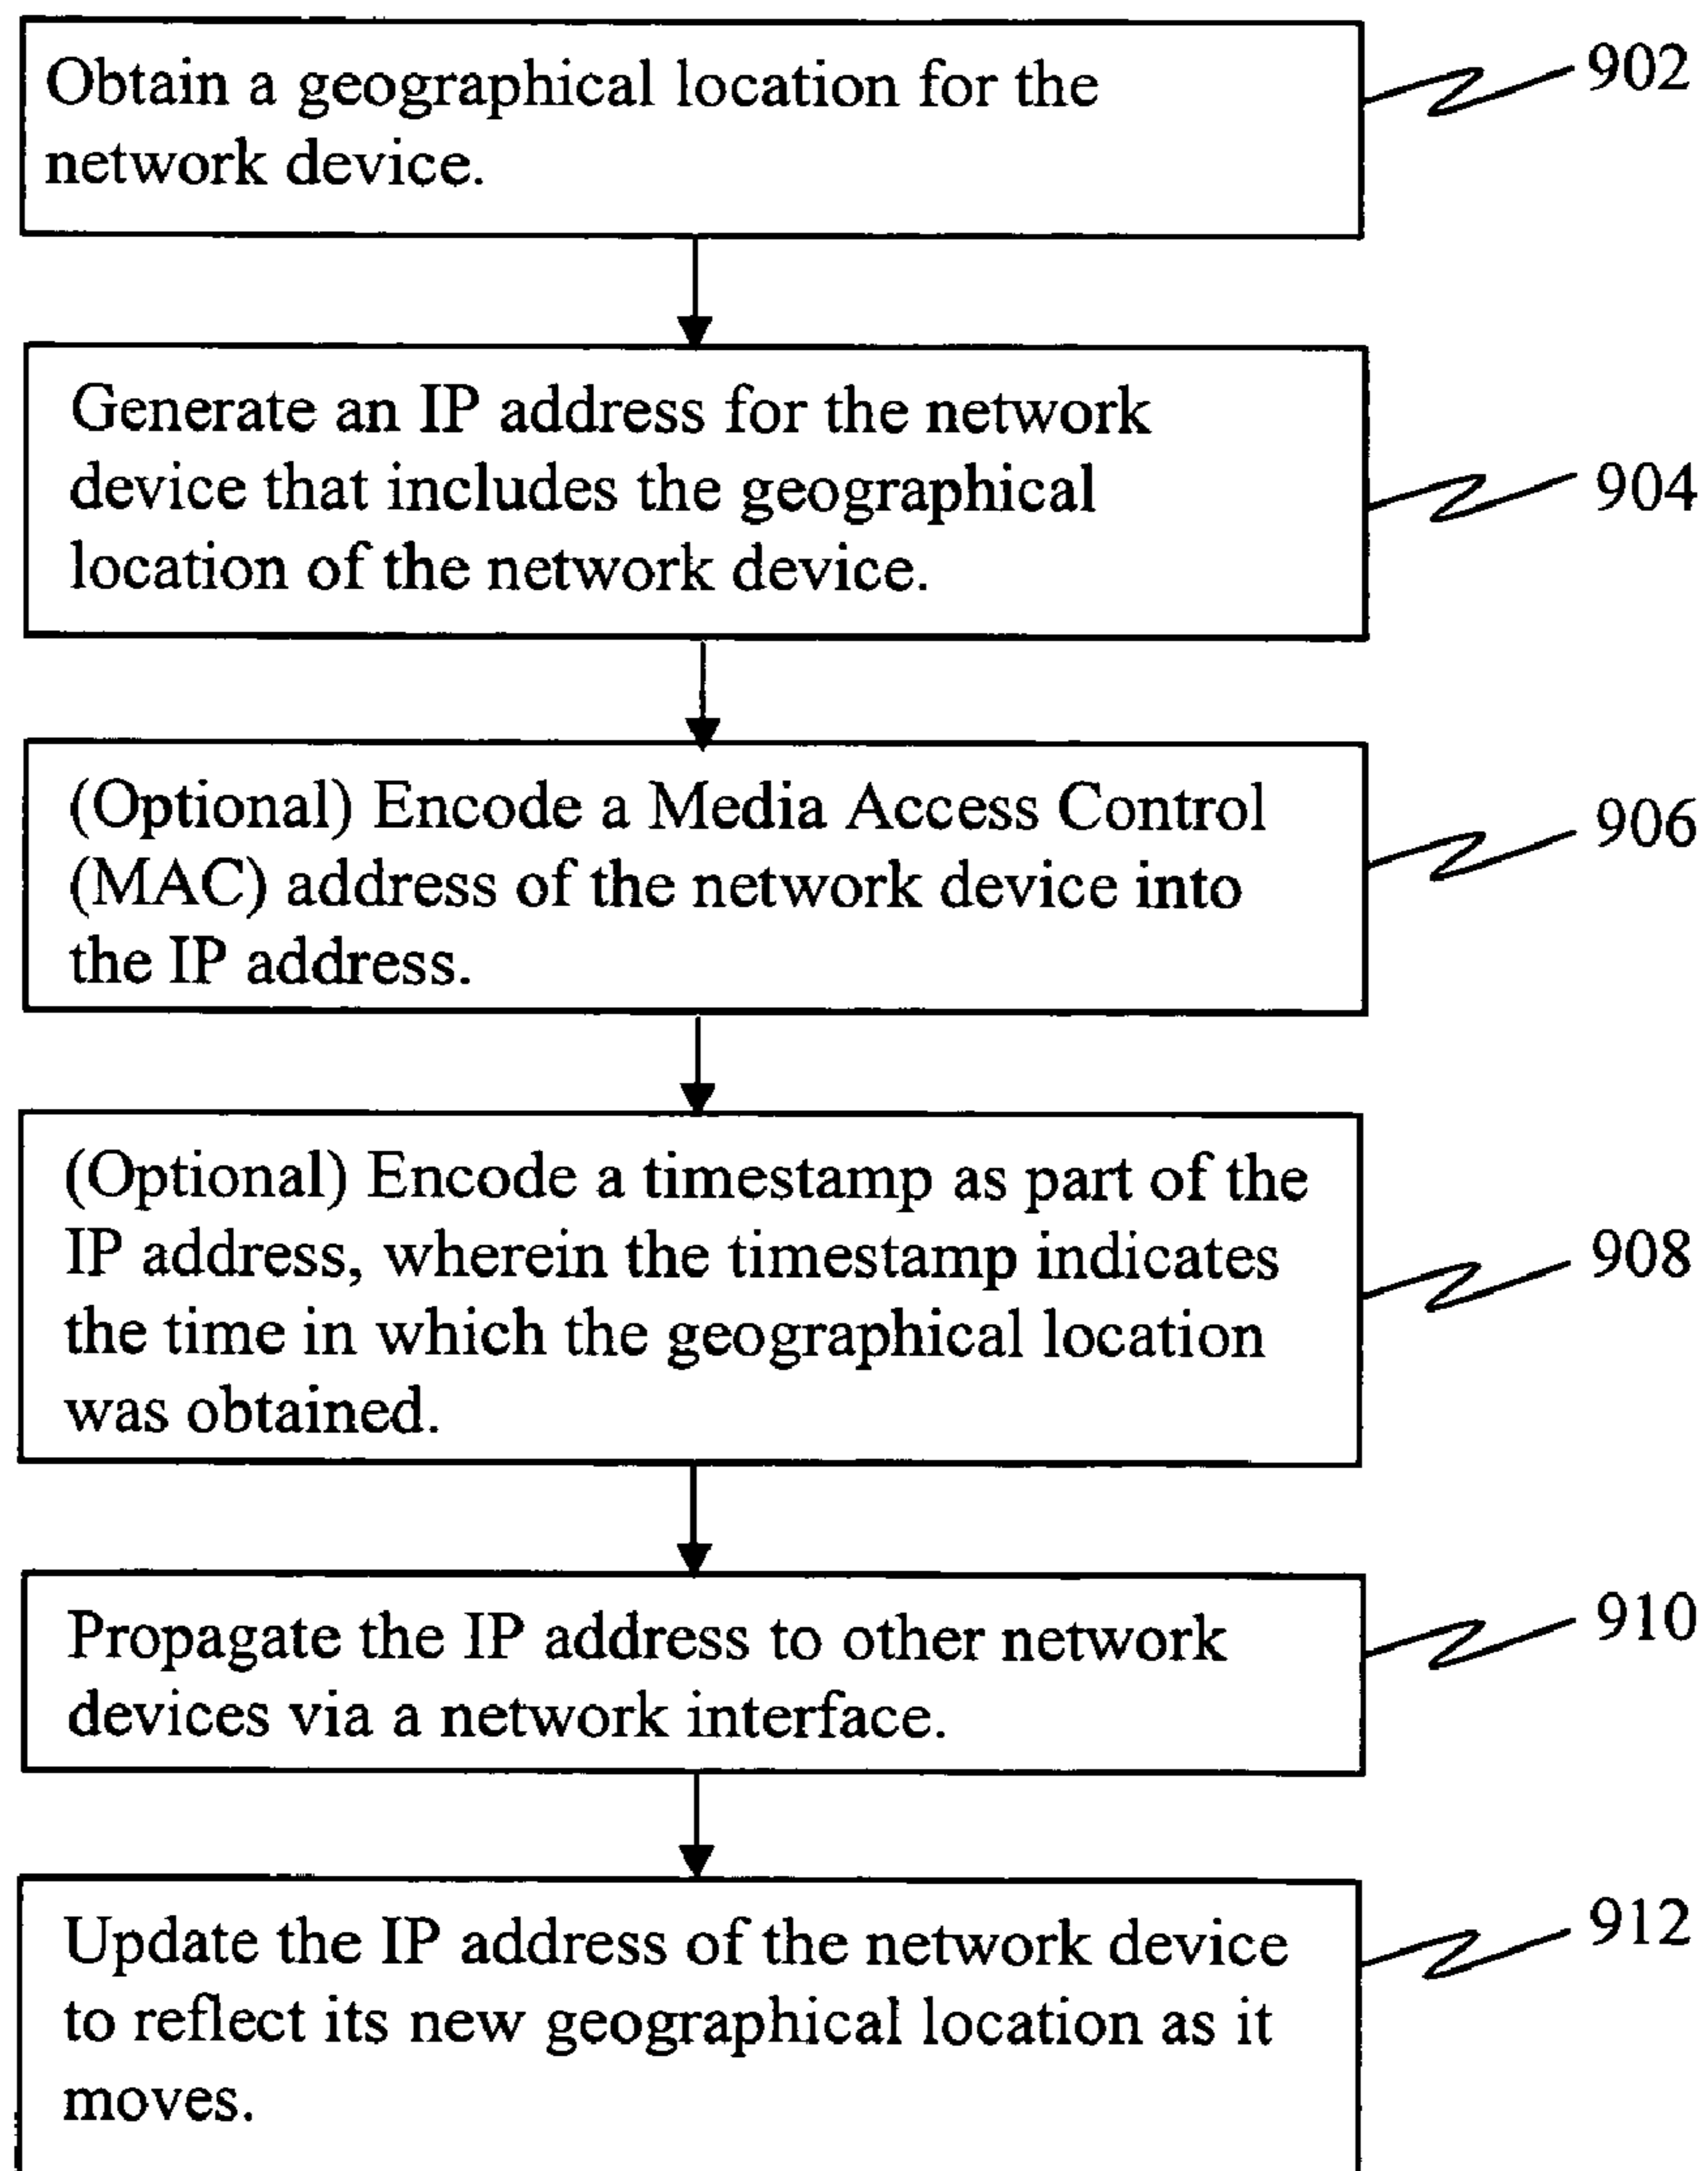 Obtain a geographical location for the
network device.
902
Generate an IP address for the network
device that includes the geographical
location of the network device.
904
(Optional) Encode a Media Access Control
(MAC) address of the network device into
the IP address.
906
(Optional) Encode a timestamp as part of the
IP address, wherein the timestamp indicates
the time in which the geographical location
was obtained.
908
Propagate the IP address to other network
devices via a network interface.
910
Update the IP address of the network device
to reflect its new geographical location as it
moves.
912